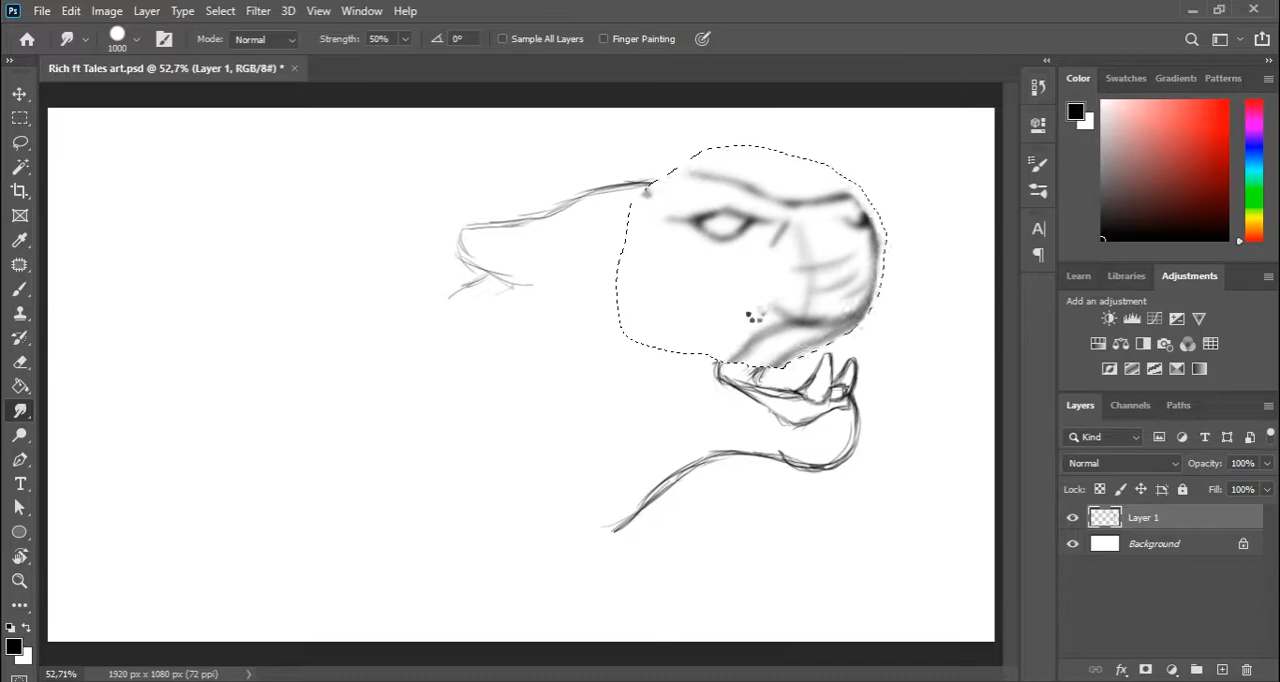 Ps File Edit Image Layer Type Select Filter 3D View Window Help
1000 Mode: Normal Strength: 50% 0° Sample All Layers Finger Painting
Rich ft Tales art.psd @ 52,7% (Layer 1, RGB/8#) *
Color Swatches Gradients Patterns
Learn Libraries Adjustments
Add an adjustment
Layers Channels Paths
Kind
Normal Opacity: 100%
Lock: Fill: 100%
Layer 1
Background
52,71% 1920 px x 1080 px (72 ppi)